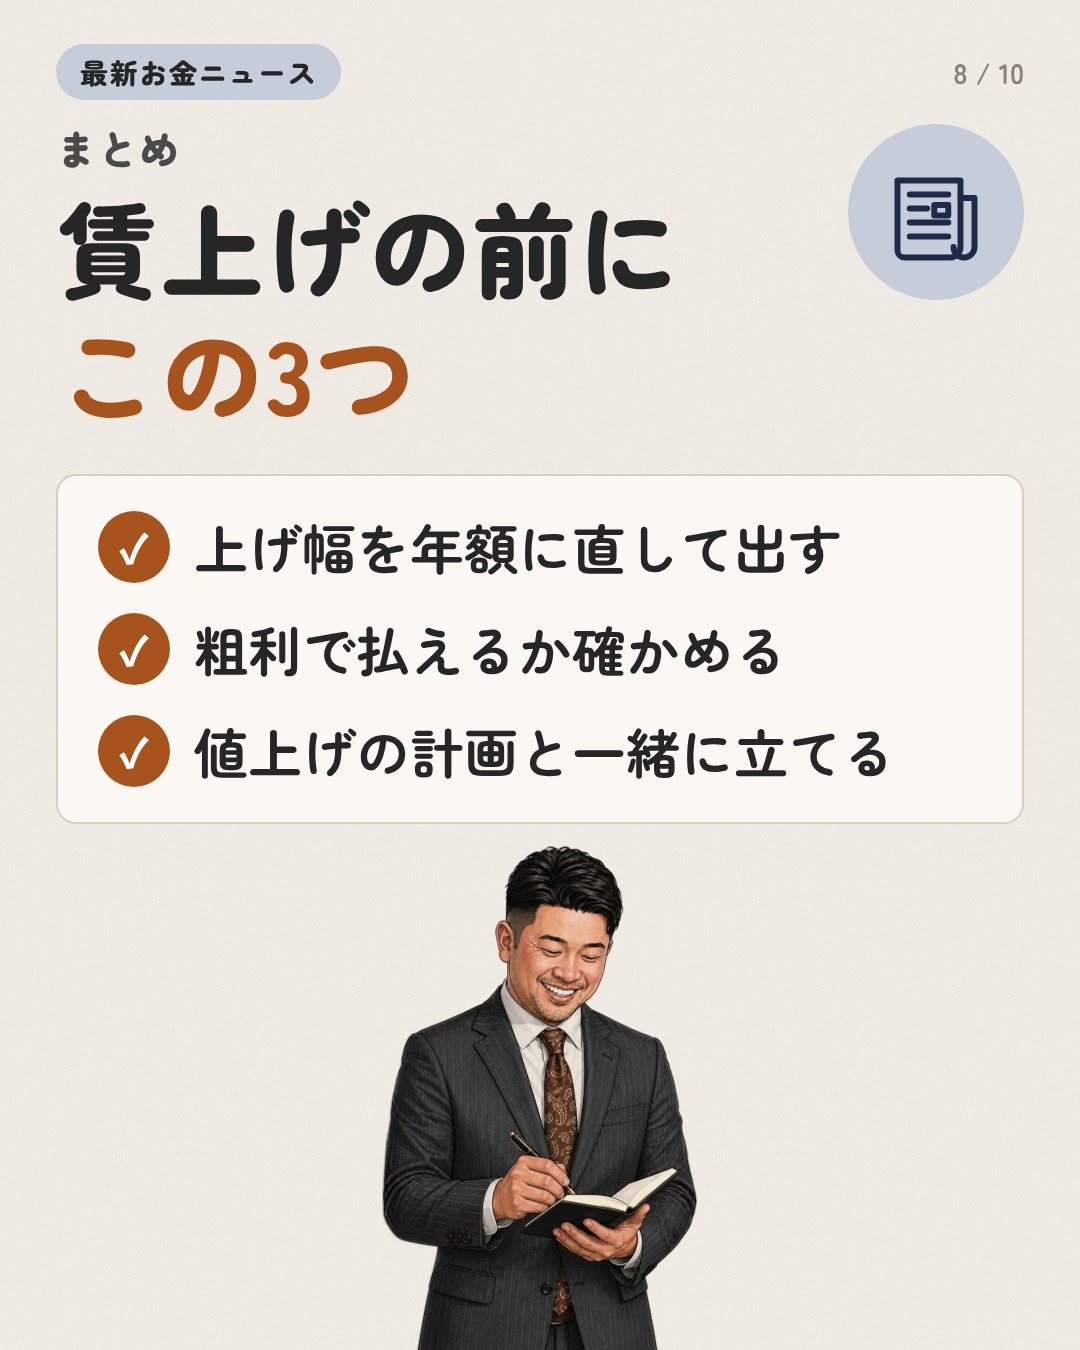 最新お金ニュース
8 / 10
まとめ
賃上げの前に
この3つ
上げ幅を年額に直して出す
粗利で払えるか確かめる
値上げの計画と一緒に立てる